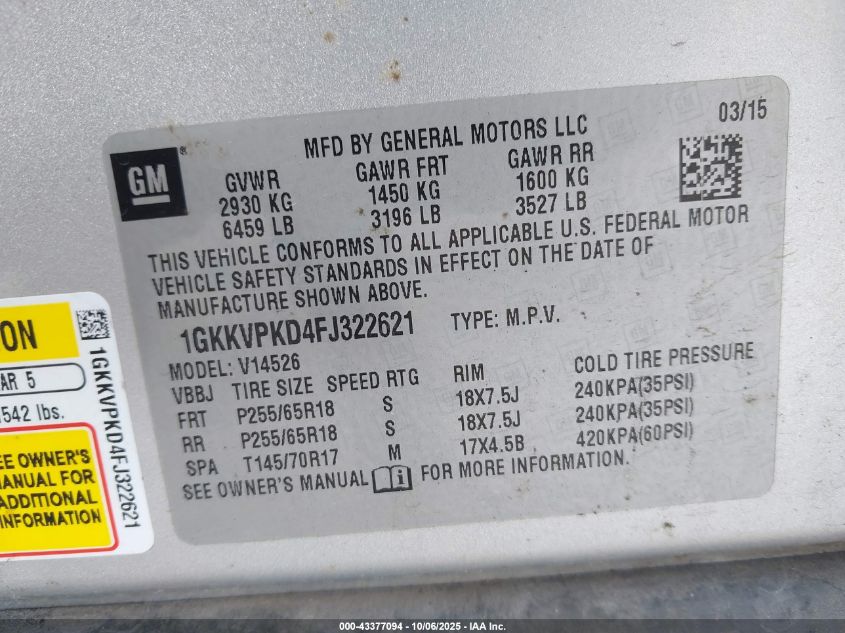 03/15
MFD BY GENERAL MOTORS LLC
GM
GVWR GAWR FRT GAWR RR
2930 KG 1450 KG 1600 KG
6459 LB 3196 LB 3527 LB
THIS VEHICLE CONFORMS TO ALL APPLICABLE U.S. FEDERAL MOTOR
VEHICLE SAFETY STANDARDS IN EFFECT ON THE DATE OF
MANUFACTURE SHOWN ABOVE.
1GKKVPKD4FJ322621 TYPE: M.P.V.
MODEL: V14526
VBBJ TIRE SIZE SPEED RTG RIM COLD TIRE PRESSURE
FRT P255/65R18 S 18X7.5J 240KPA(35PSI)
RR P255/65R18 S 18X7.5J 240KPA(35PSI)
SPA T145/70R17 M 17X4.5B 420KPA(60PSI)
SEE OWNER'S MANUAL i FOR MORE INFORMATION.
ON
AR 5
542 lbs.
EE OWNER'S
ANUAL FOR
ADDITIONAL
INFORMATION
1GKKVPKD4FJ322621
000-43377094 - 10/06/2025 - IAA Inc.